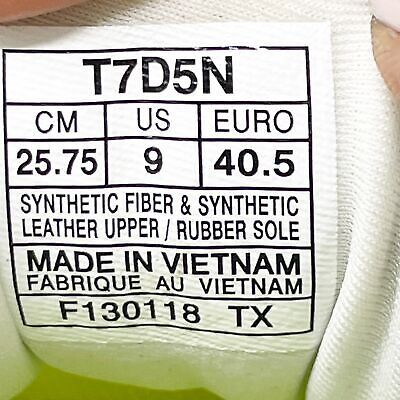 T7D5N
CM US EURO
25.75 9 40.5
SYNTHETIC FIBER & SYNTHETIC
LEATHER UPPER / RUBBER SOLE
MADE IN VIETNAM
FABRIQUE AU VIETNAM
F130118 TX